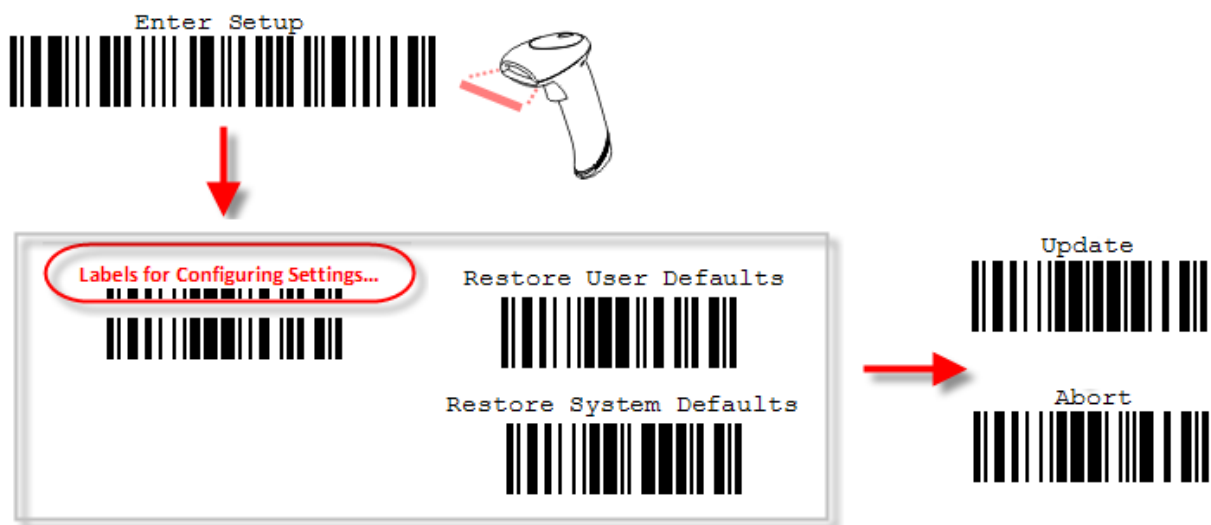 Enter Setup
Labels for Configuring Settings...
Restore User Defaults
Restore System Defaults
Update
Abort